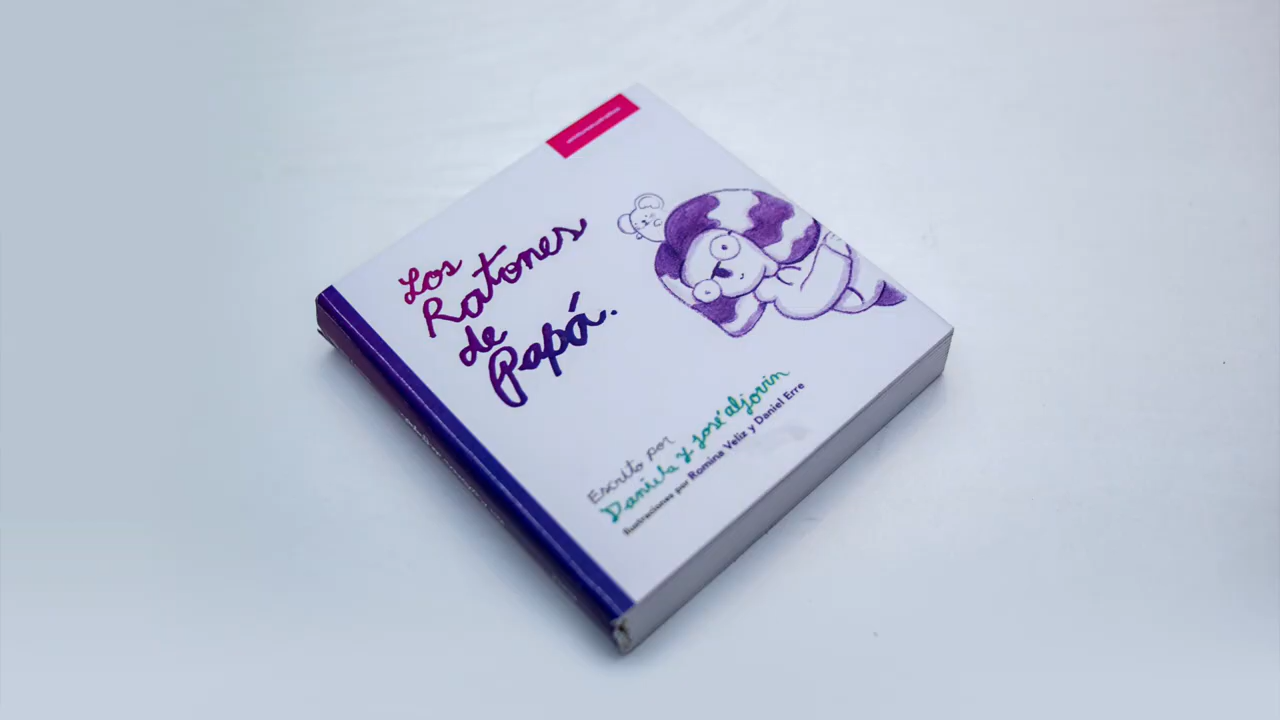 Los
Ratones
de
Papá.
Escrito por
Daniela y José Aljovín
Ilustraciones por Romina Veliz y Daniel Erre